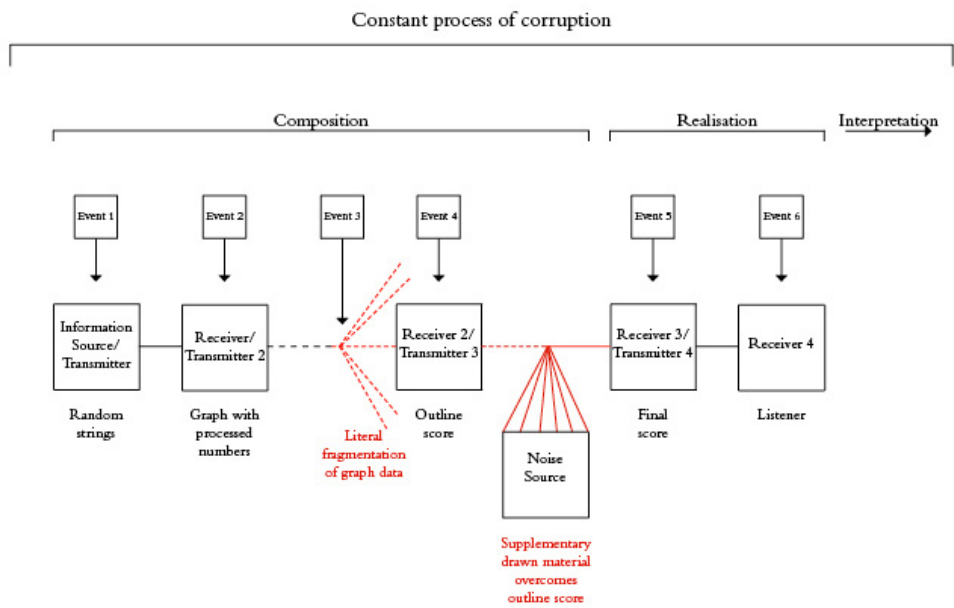 Constant process of corruption
Composition
Realisation
Interpretation
Event 1
Event 2
Event 3
Event 4
Event 5
Event 6
Information
Source/
Transmitter
Receiver/
Transmitter 2
Receiver 2/
Transmitter 3
Receiver 3/
Transmitter 4
Receiver 4
Random
strings
Graph with
processed
numbers
Literal
fragmentation
of graph data
Outline
score
Final
score
Listener
Noise
Source
Supplementary
drawn material
overcomes
outline score